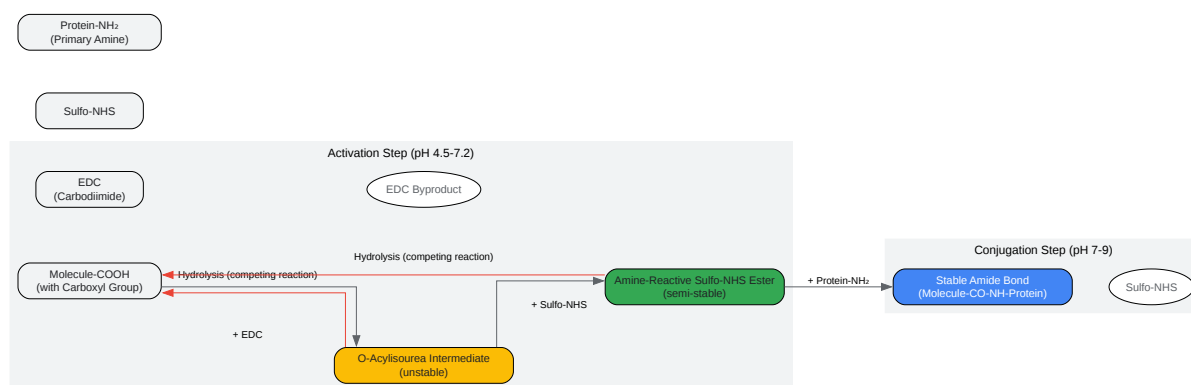 Protein-NH₂
(Primary Amine)
Sulfo-NHS
Activation Step (pH 4.5-7.2)
EDC
(Carbodiimide)
EDC Byproduct
Conjugation Step (pH 7-9)
Hydrolysis (competing reaction)
Molecule-COOH
(with Carboxyl Group)
Hydrolysis (competing reaction)
Amine-Reactive Sulfo-NHS Ester
(semi-stable)
+ Protein-NH₂
Stable Amide Bond
(Molecule-CO-NH-Protein)
Sulfo-NHS
+ Sulfo-NHS
+ EDC
O-Acylisourea Intermediate
(unstable)